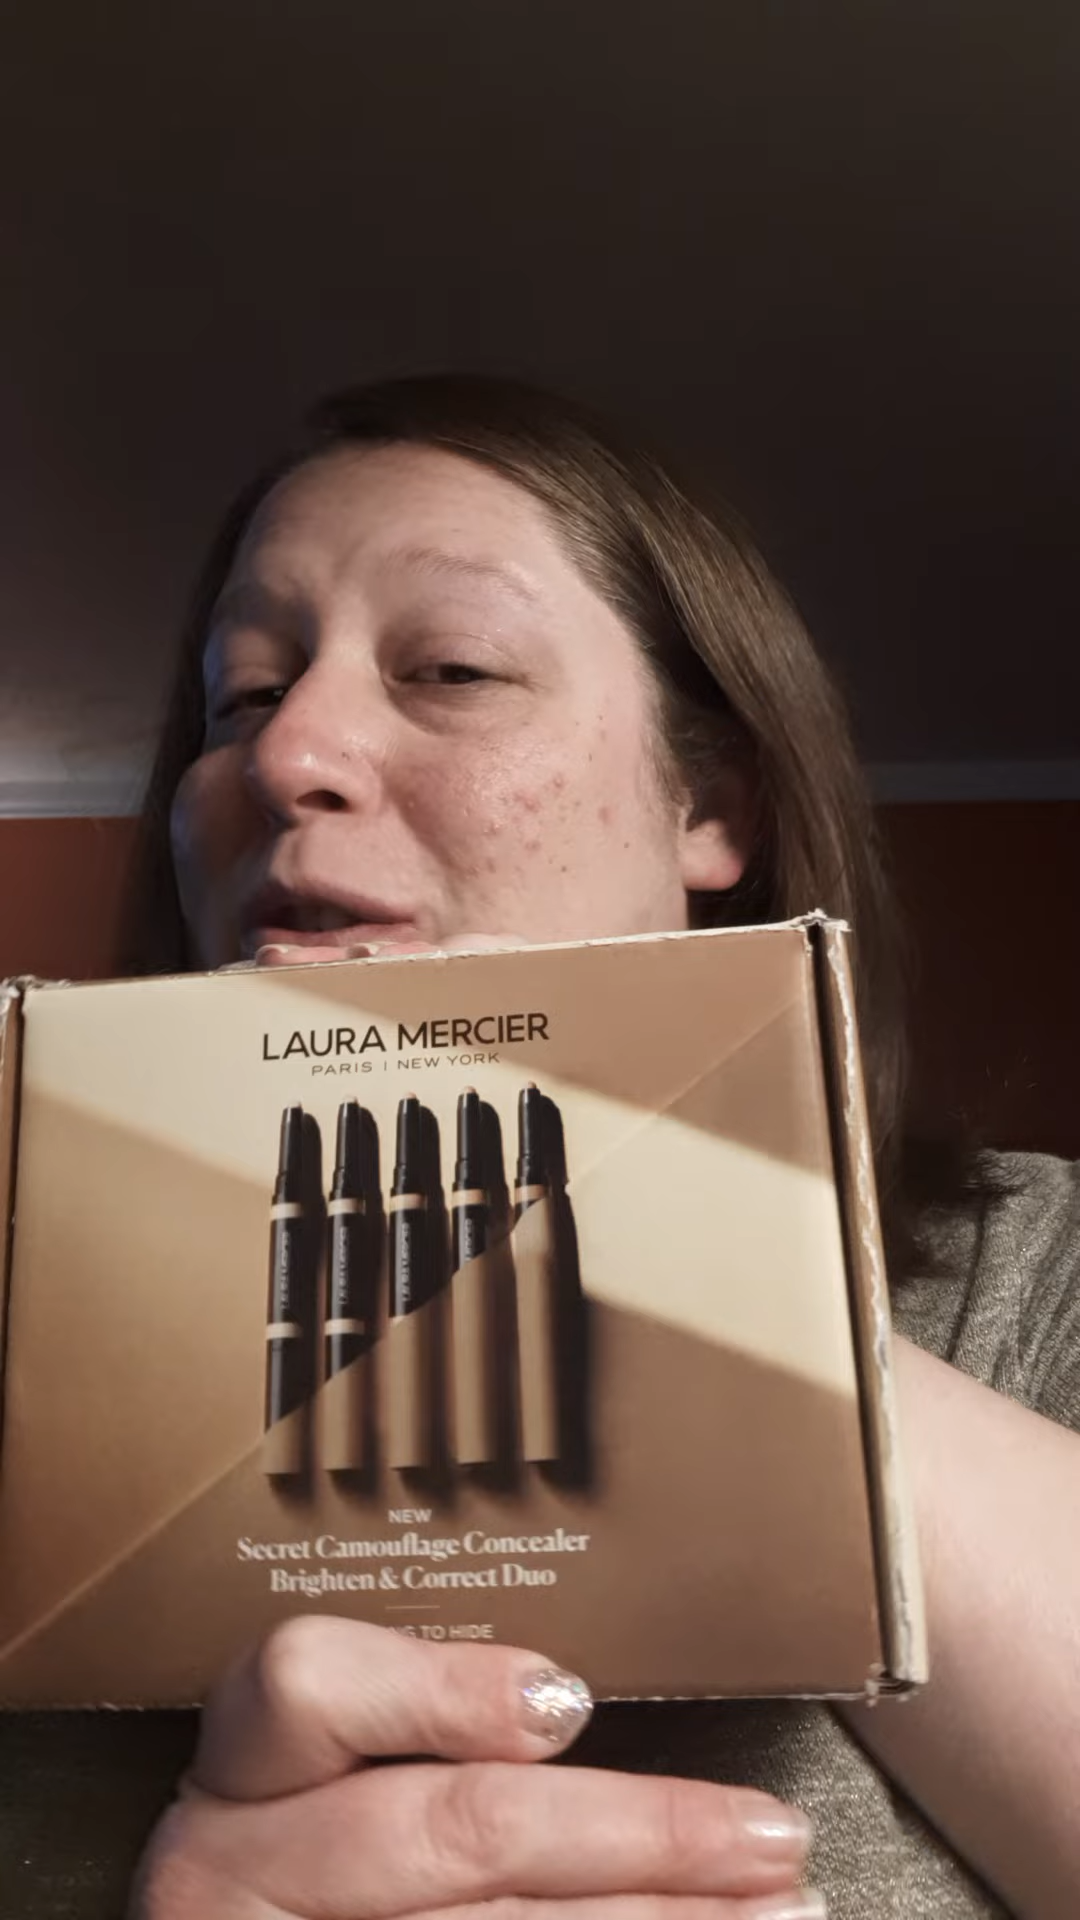 LAURA MERCIER
PARIS | NEW YORK
NEW
Secret Camouflage Concealer
Brighten & Correct Duo
TO HIDE